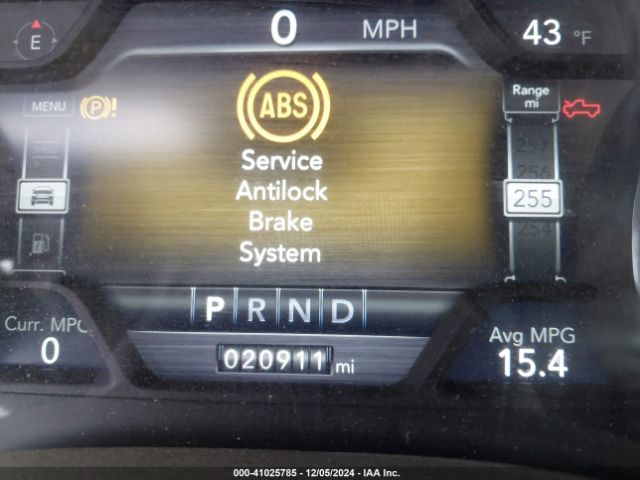 0 MPH
43 °F
E
MENU
P !
ABS
Range
mi
Service
Antilock
Brake
System
257
256
255
254
P R N D
Curr. MPG
0
020911 mi
Avg MPG
15.4
000-41025785 - 12/05/2024 - IAA Inc.